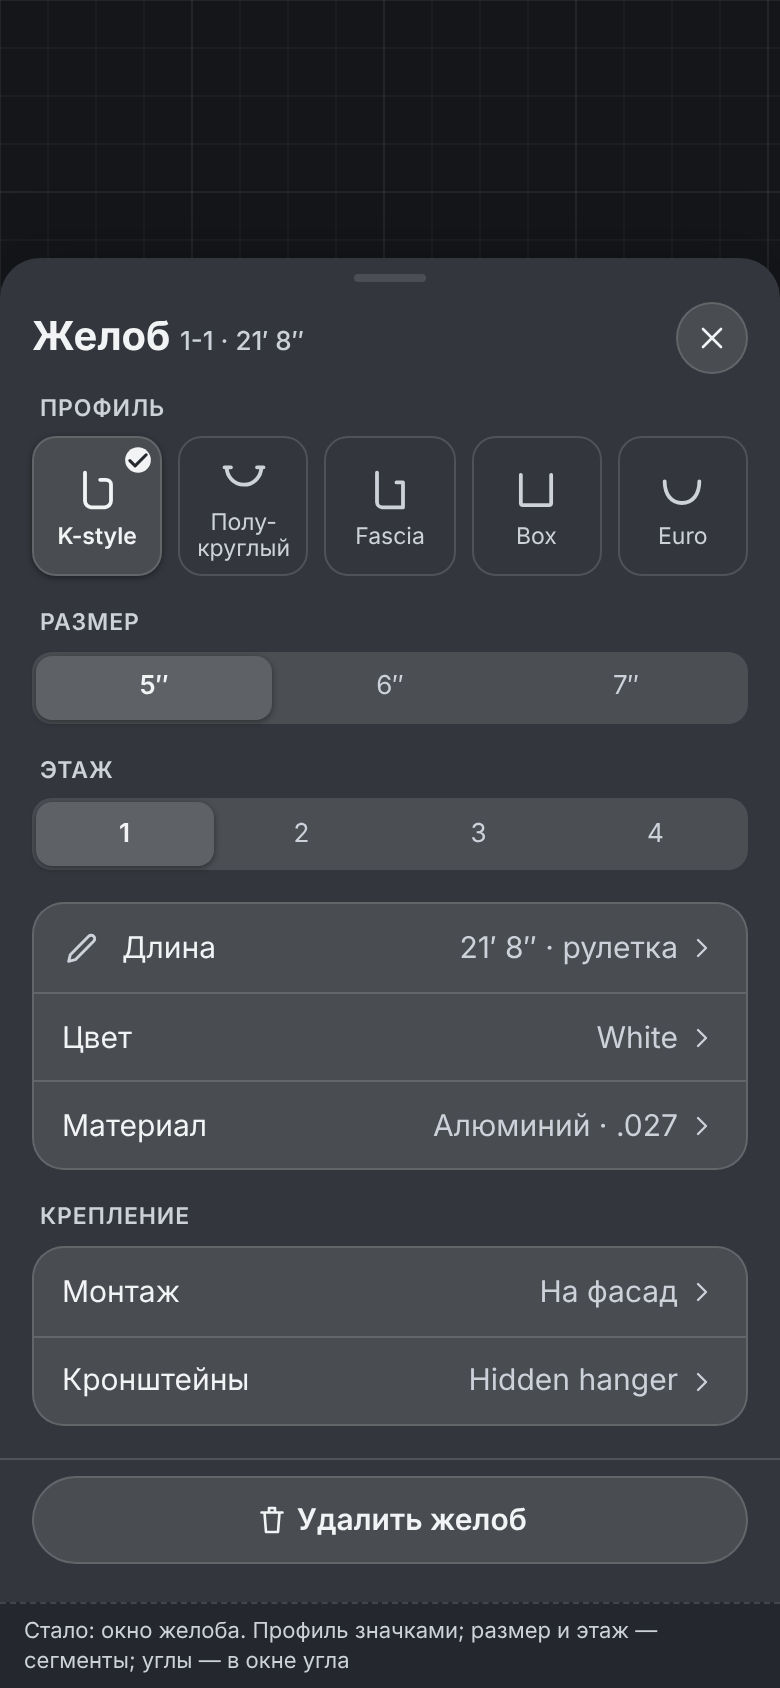 Желоб 1-1 · 21′ 8″
ПРОФИЛЬ
K-style
Полу-
круглый
Fascia
Box
Euro
РАЗМЕР
5″ 6″ 7″
ЭТАЖ
1 2 3 4
Длина 21′ 8″ · рулетка
Цвет White
Материал Алюминий · .027
КРЕПЛЕНИЕ
Монтаж На фасад
Кронштейны Hidden hanger
Удалить желоб
Стало: окно желоба. Профиль значками; размер и этаж —
сегменты; углы — в окне угла